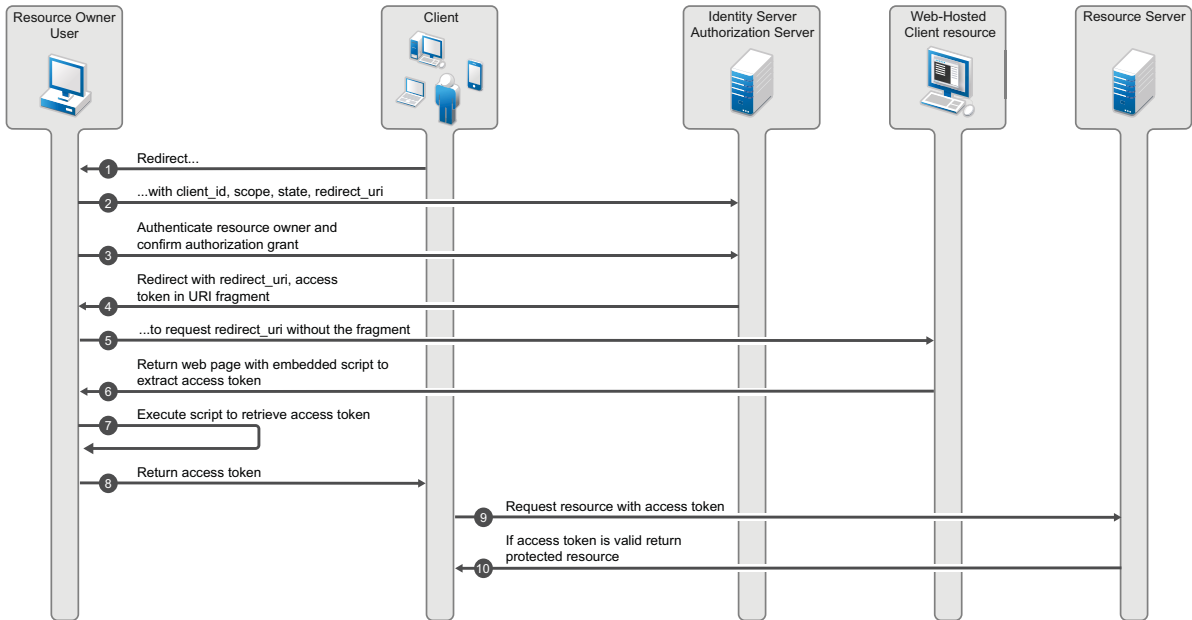 Resource Owner
User
Client
Identity Server
Authorization Server
Web-Hosted
Client resource
Resource Server
Redirect...
1
...with client_id, scope, state, redirect_uri
2
Authenticate resource owner and
confirm authorization grant
3
Redirect with redirect_uri, access
token in URI fragment
4
...to request redirect_uri without the fragment
5
Return web page with embedded script to
extract access token
6
Execute script to retrieve access token
7
Return access token
8
Request resource with access token
9
If access token is valid return
protected resource
10